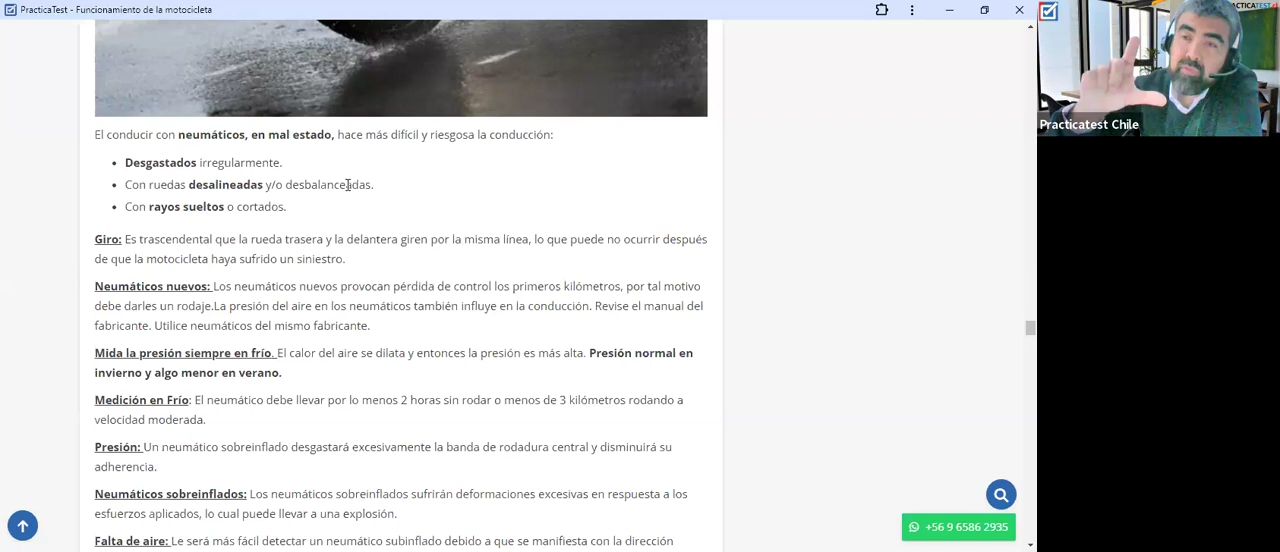 PracticaTest - Funcionamiento de la motocicleta
El conducir con neumáticos, en mal estado, hace más difícil y riesgosa la conducción:
• Desgastados irregularmente.
• Con ruedas desalineadas y/o desbalanceadas.
• Con rayos sueltos o cortados.
Giro: Es trascendental que la rueda trasera y la delantera giren por la misma línea, lo que puede no ocurrir después
de que la motocicleta haya sufrido un siniestro.
Neumáticos nuevos: Los neumáticos nuevos provocan pérdida de control los primeros kilómetros, por tal motivo
debe darles un rodaje.La presión del aire en los neumáticos también influye en la conducción. Revise el manual del
fabricante. Utilice neumáticos del mismo fabricante.
Mida la presión siempre en frío. El calor del aire se dilata y entonces la presión es más alta. Presión normal en
invierno y algo menor en verano.
Medición en Frío: El neumático debe llevar por lo menos 2 horas sin rodar o menos de 3 kilómetros rodando a
velocidad moderada.
Presión: Un neumático sobreinflado desgastará excesivamente la banda de rodadura central y disminuirá su
adherencia.
Neumáticos sobreinflados: Los neumáticos sobreinflados sufrirán deformaciones excesivas en respuesta a los
esfuerzos aplicados, lo cual puede llevar a una explosión.
Falta de aire: Le será más fácil detectar un neumático subinflado debido a que se manifiesta con la dirección
+56 9 6586 2935
Practicatest Chile